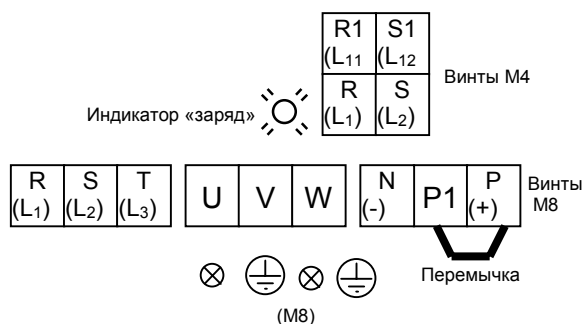 R1 S1
(L11 (L12
R S
(L1) (L2)
Винты М4
Индикатор «заряд»
R S T
(L1) (L2) (L3)
U V W
N P1 P
(-) (+)
Винты
М8
Перемычка
(М8)